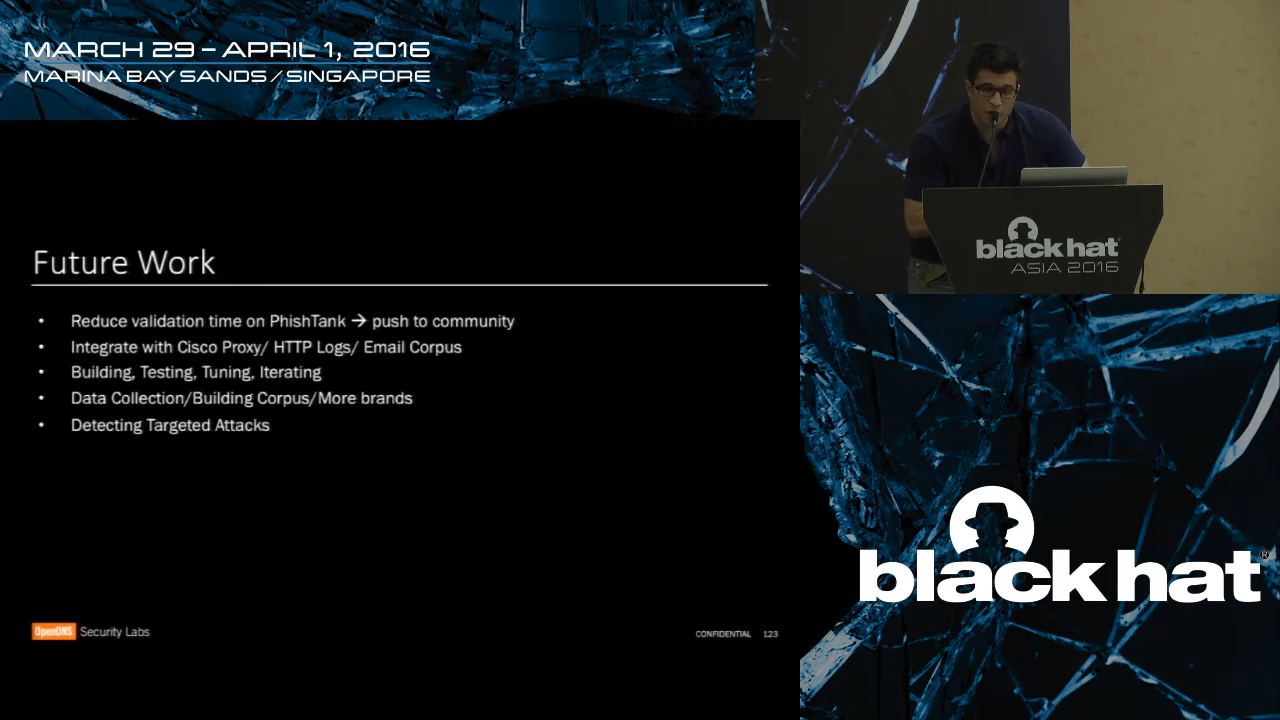 MARCH 29 – APRIL 1, 2016
MARINA BAY SANDS / SINGAPORE
black hat
ASIA 2016
Future Work
• Reduce validation time on PhishTank → push to community
• Integrate with Cisco Proxy/ HTTP Logs/ Email Corpus
• Building, Testing, Tuning, Iterating
• Data Collection/Building Corpus/More brands
• Detecting Targeted Attacks
black hat®
OpenDNS Security Labs
CONFIDENTIAL 123